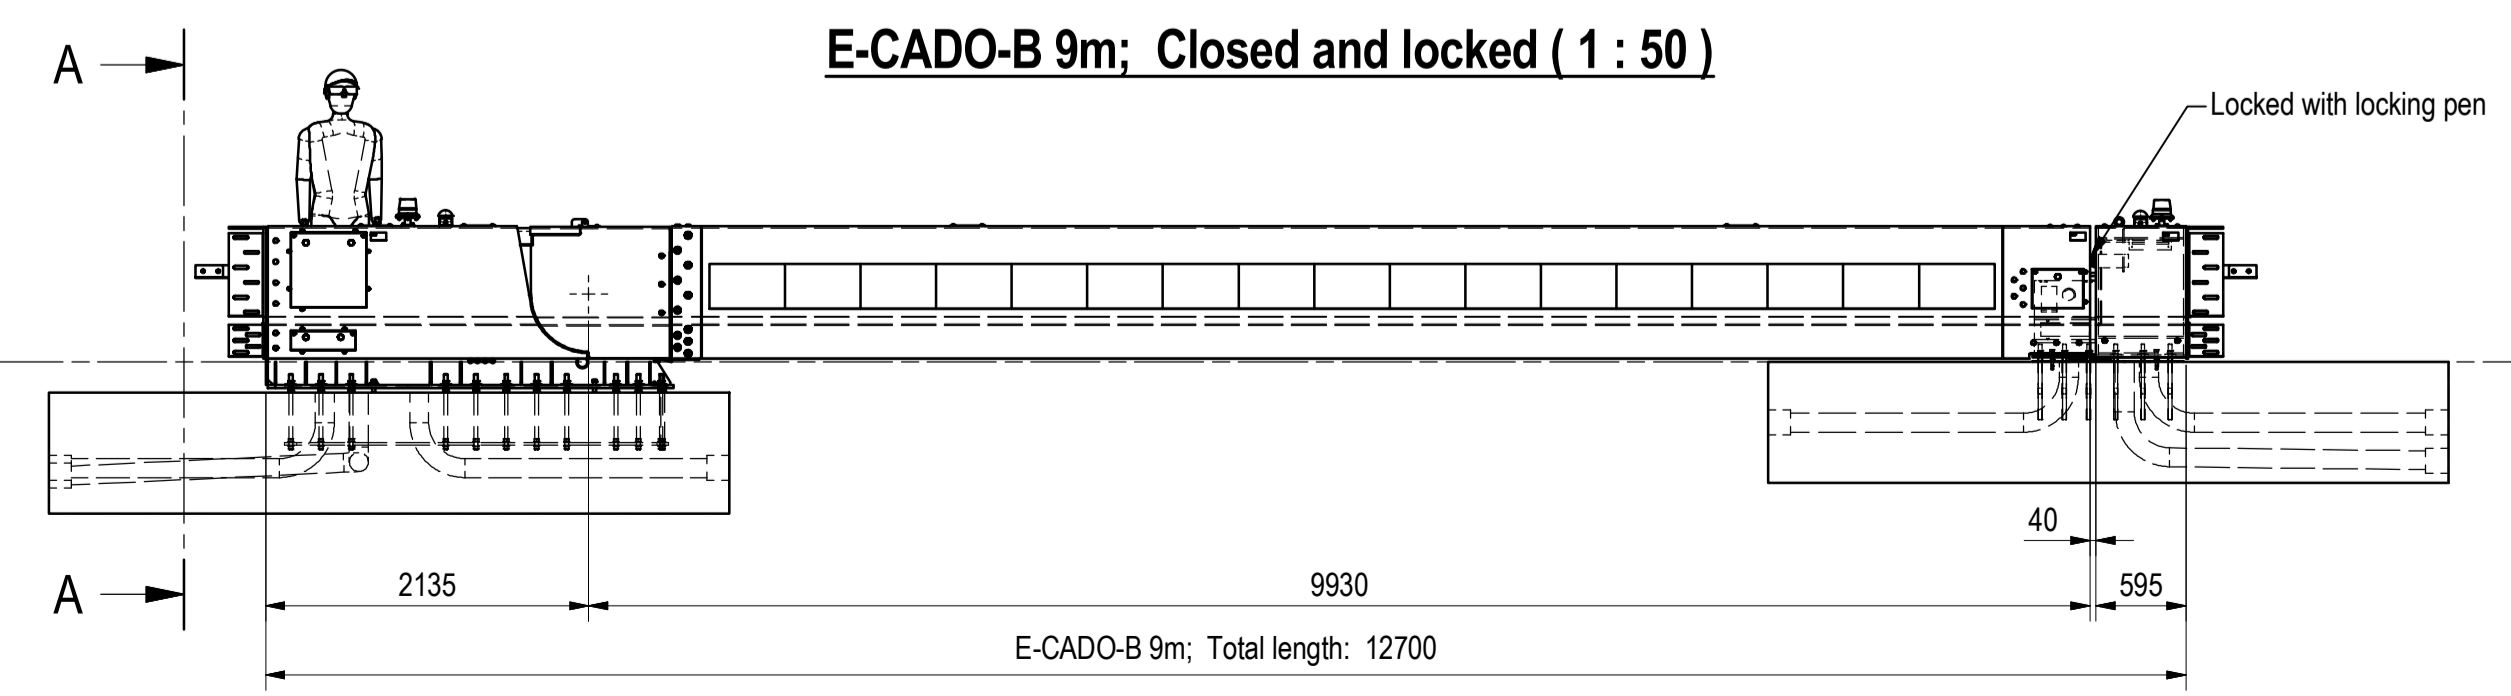 E-CADO-B 9m; Closed and locked ( 1 : 50 )
A
Locked with locking pen
40
A
2135
9930
595
E-CADO-B 9m; Total length: 12700